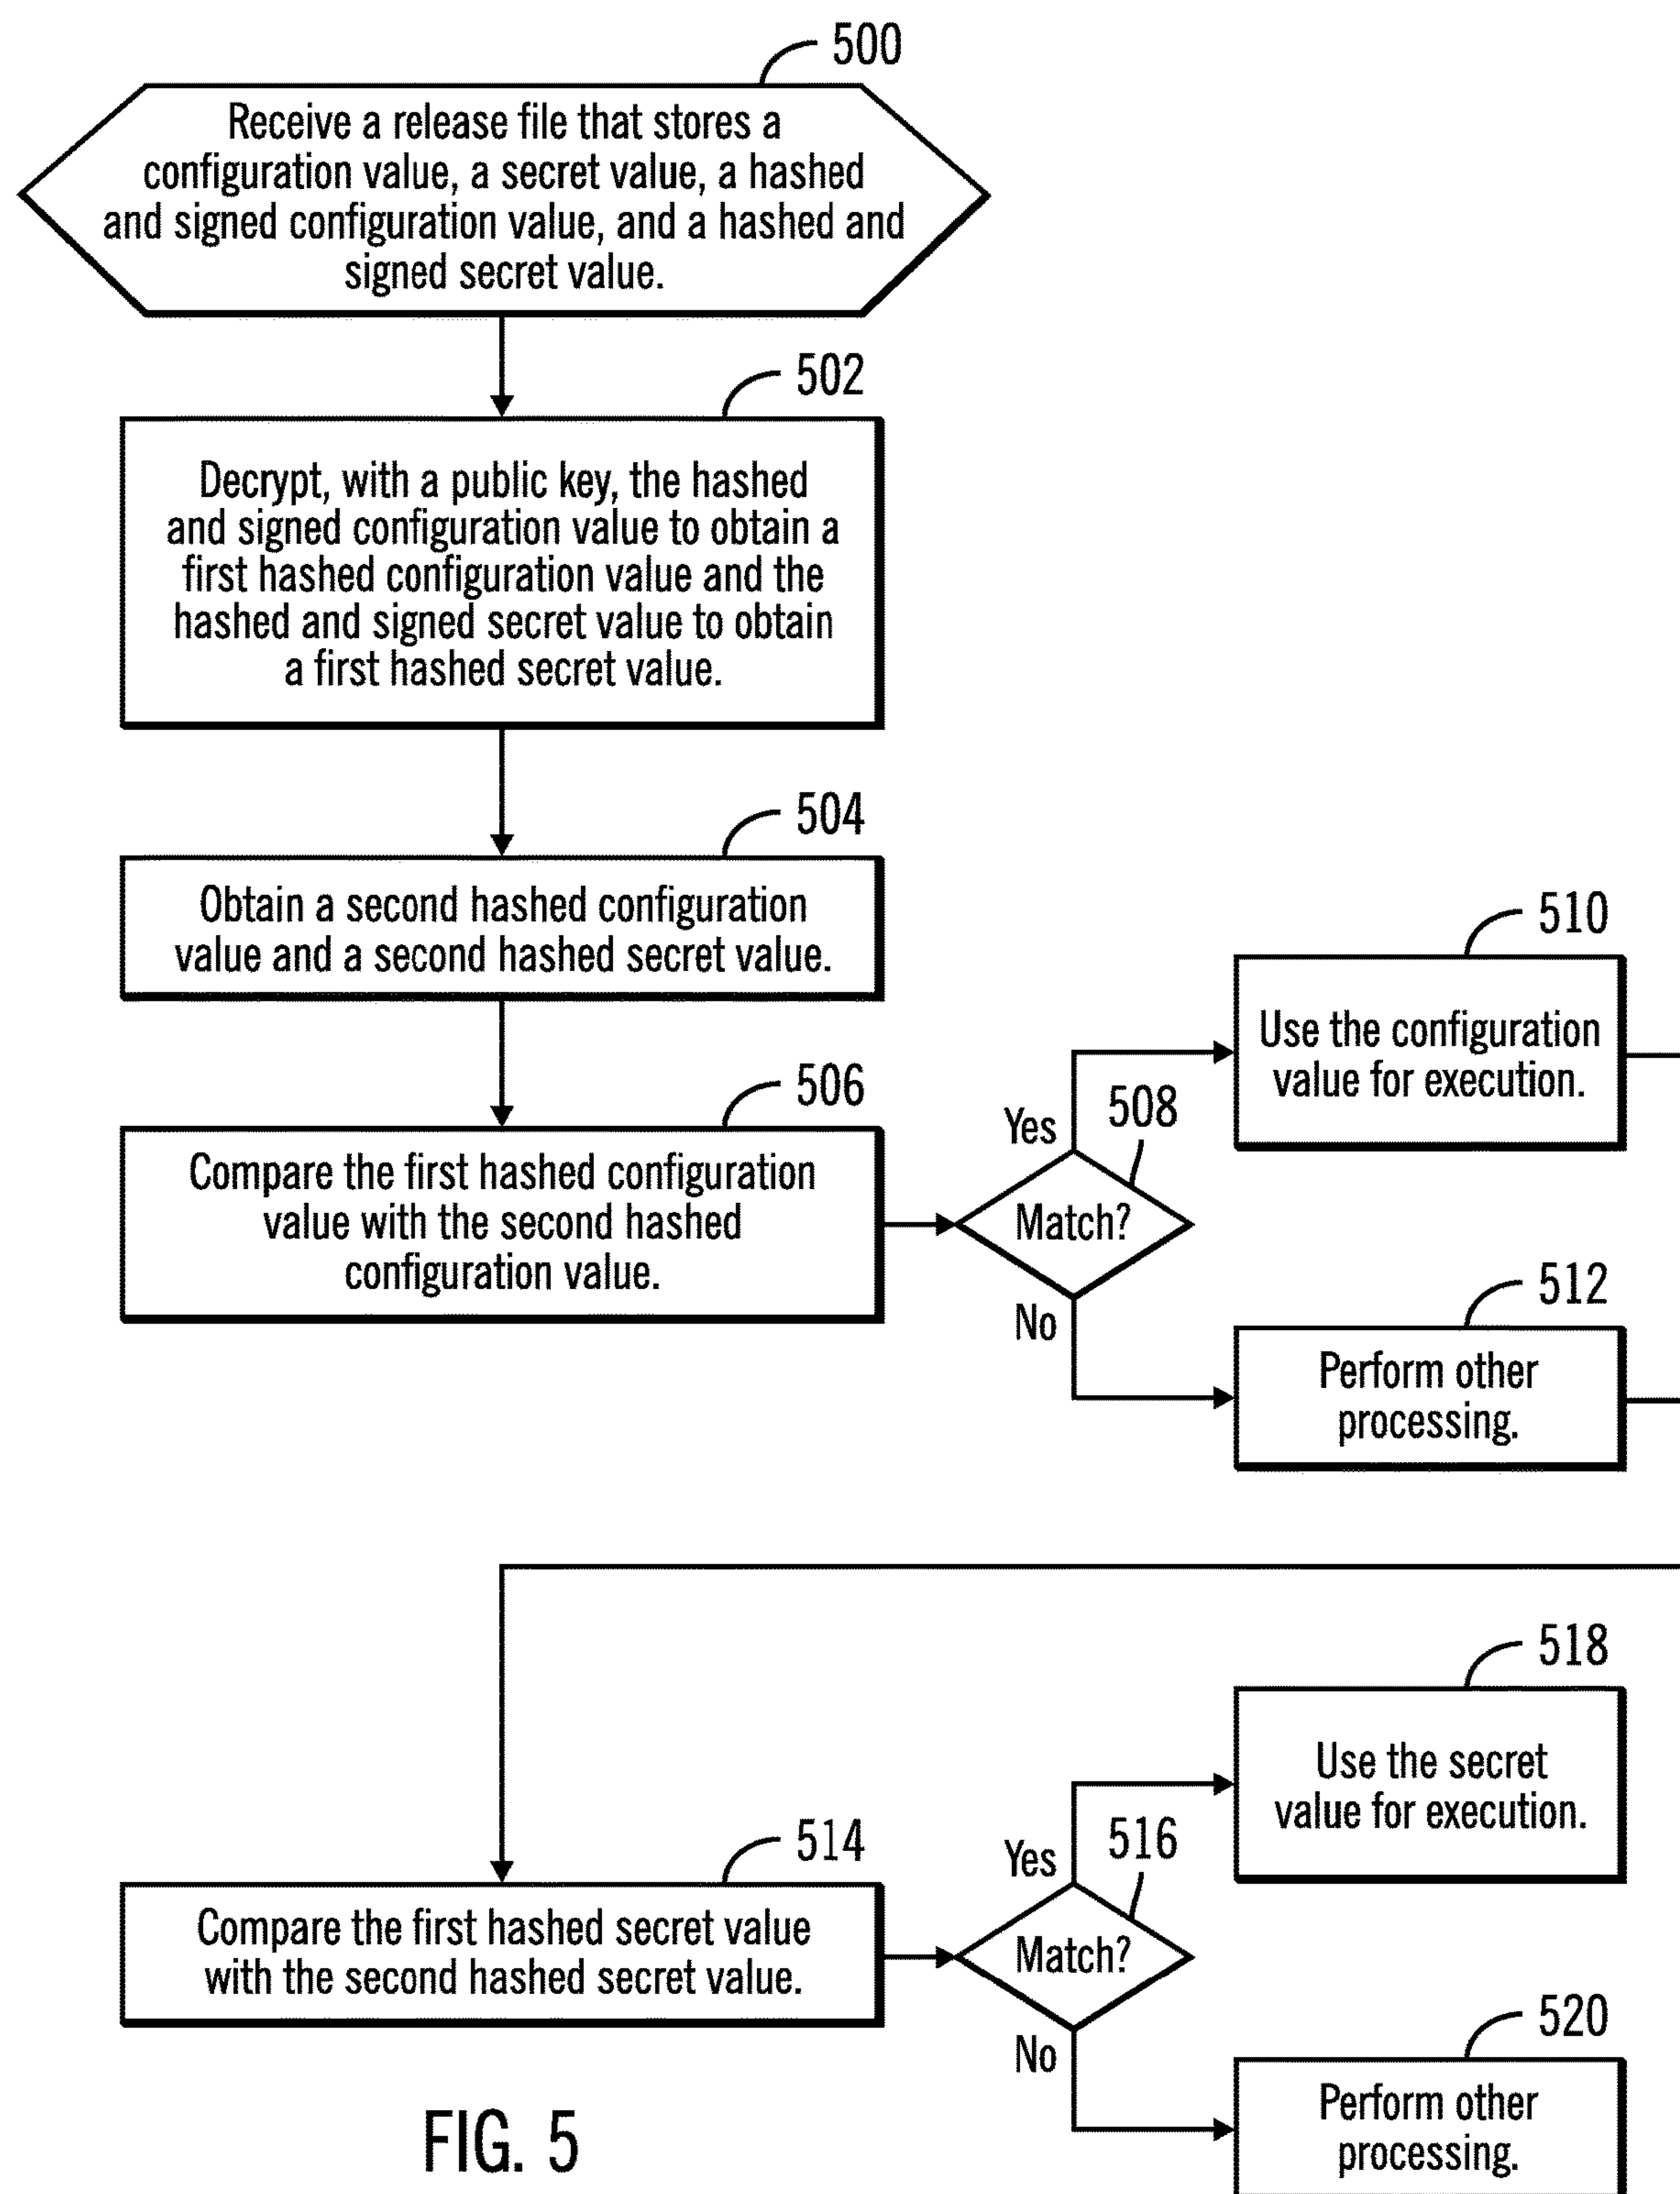 500
Receive a release file that stores a
configuration value, a secret value, a hashed
and signed configuration value, and a hashed and
signed secret value.
502
Decrypt, with a public key, the hashed
and signed configuration value to obtain a
first hashed configuration value and the
hashed and signed secret value to obtain
a first hashed secret value.
504
Obtain a second hashed configuration
value and a second hashed secret value.
506
Compare the first hashed configuration
value with the second hashed
configuration value.
508
Match?
Yes
No
510
Use the configuration
value for execution.
512
Perform other
processing.
514
Compare the first hashed secret value
with the second hashed secret value.
516
Match?
Yes
No
518
Use the secret
value for execution.
520
Perform other
processing.
FIG. 5